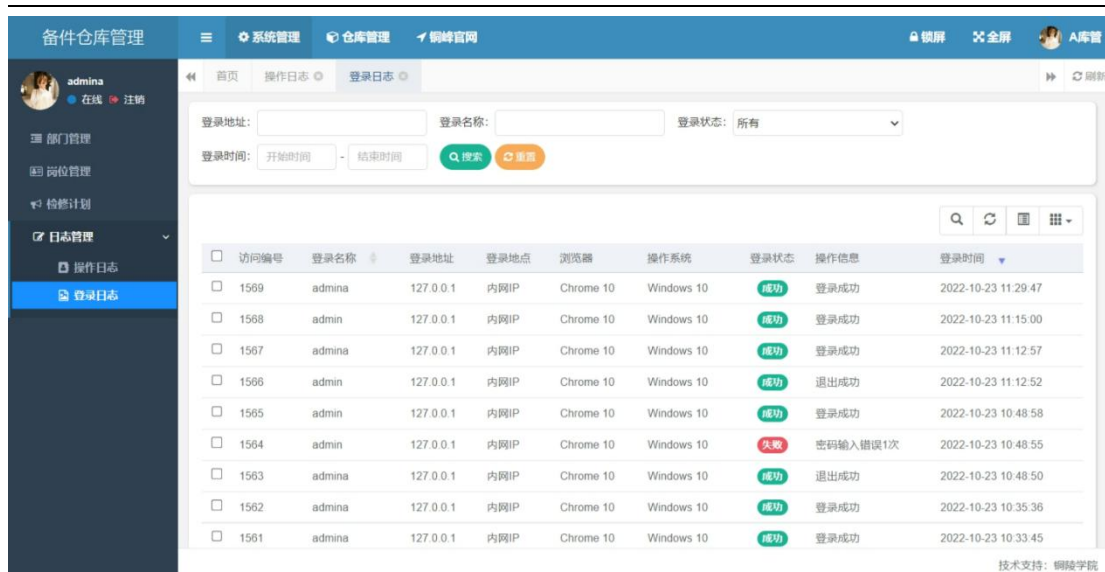 备件仓库管理 系统管理 仓库管理 铜峰官网 锁屏 全屏 A库管
admina
在线 注销
首页 操作日志 登录日志 刷新
部门管理
岗位管理
检修计划
日志管理
操作日志
登录日志
登录地址: 登录名称: 登录状态: 所有
登录时间: 开始时间 - 结束时间 搜索 重置
访问编号 登录名称 登录地址 登录地点 浏览器 操作系统 登录状态 操作信息 登录时间
1569 admina 127.0.0.1 内网IP Chrome 10 Windows 10 成功 登录成功 2022-10-23 11:29:47
1568 admin 127.0.0.1 内网IP Chrome 10 Windows 10 成功 登录成功 2022-10-23 11:15:00
1567 admina 127.0.0.1 内网IP Chrome 10 Windows 10 成功 登录成功 2022-10-23 11:12:57
1566 admin 127.0.0.1 内网IP Chrome 10 Windows 10 成功 退出成功 2022-10-23 11:12:52
1565 admin 127.0.0.1 内网IP Chrome 10 Windows 10 成功 登录成功 2022-10-23 10:48:58
1564 admin 127.0.0.1 内网IP Chrome 10 Windows 10 失败 密码输入错误1次 2022-10-23 10:48:55
1563 admina 127.0.0.1 内网IP Chrome 10 Windows 10 成功 退出成功 2022-10-23 10:48:50
1562 admina 127.0.0.1 内网IP Chrome 10 Windows 10 成功 登录成功 2022-10-23 10:35:36
1561 admina 127.0.0.1 内网IP Chrome 10 Windows 10 成功 登录成功 2022-10-23 10:33:45
技术支持：铜陵学院